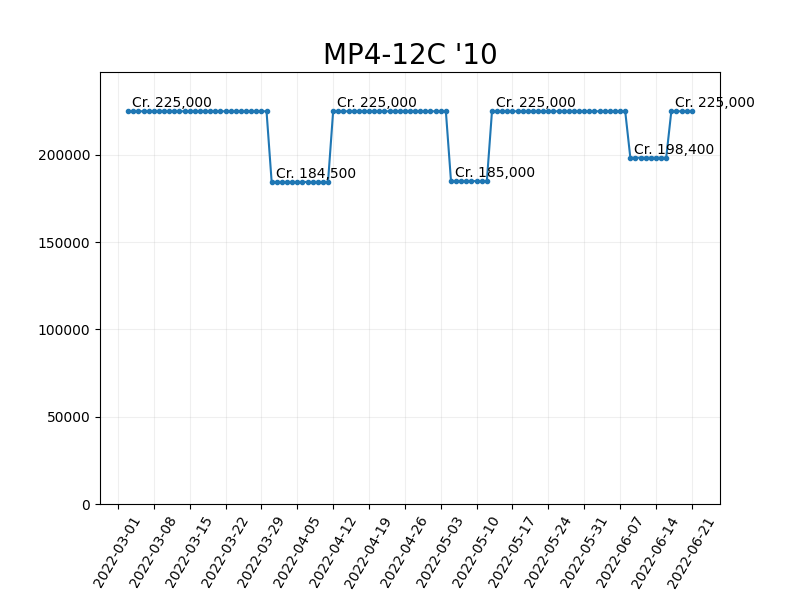 MP4-12C '10
Cr. 225,000
Cr. 225,000
Cr. 225,000
Cr. 225,000
Cr. 184,500
Cr. 185,000
Cr. 198,400
200000
150000
100000
50000
0
2022-03-01
2022-03-08
2022-03-15
2022-03-22
2022-03-29
2022-04-05
2022-04-12
2022-04-19
2022-04-26
2022-05-03
2022-05-10
2022-05-17
2022-05-24
2022-05-31
2022-06-07
2022-06-14
2022-06-21